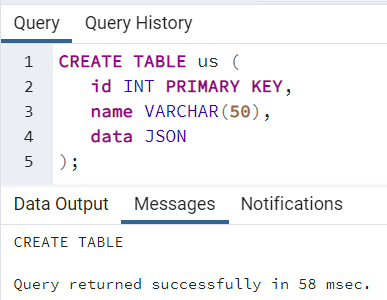 Query Query History
1 CREATE TABLE us (
2 id INT PRIMARY KEY,
3 name VARCHAR(50),
4 data JSON
5 );
Data Output Messages Notifications
CREATE TABLE
Query returned successfully in 58 msec.